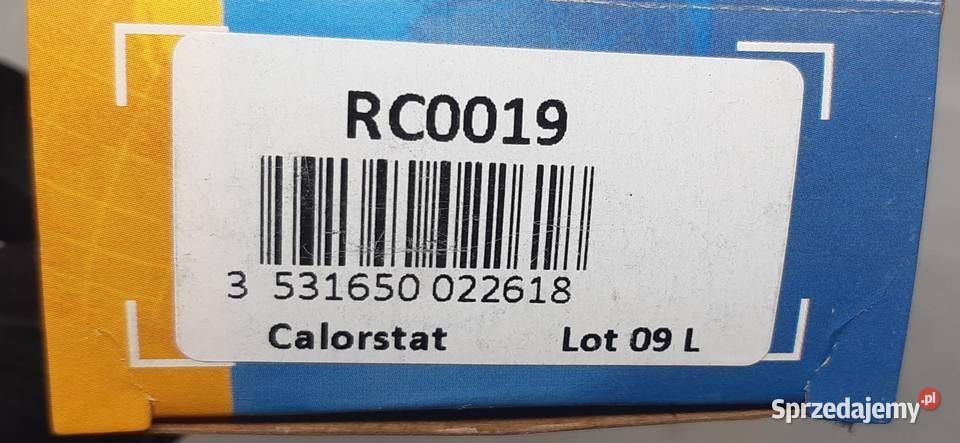 RC0019
3 531650 022618
Calorstat Lot 09 L
Sprzedajemy.pl